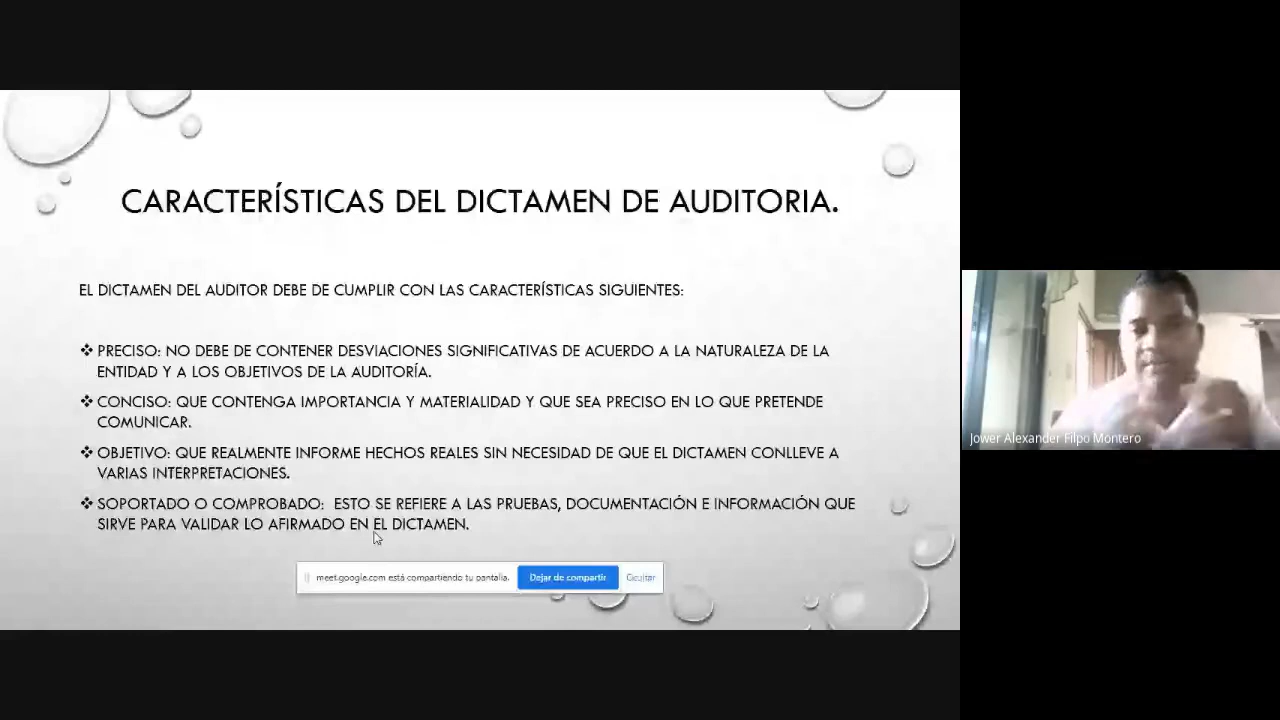 CARACTERÍSTICAS DEL DICTAMEN DE AUDITORIA.
EL DICTAMEN DEL AUDITOR DEBE DE CUMPLIR CON LAS CARACTERÍSTICAS SIGUIENTES:
❖ PRECISO: NO DEBE DE CONTENER DESVIACIONES SIGNIFICATIVAS DE ACUERDO A LA NATURALEZA DE LA
ENTIDAD Y A LOS OBJETIVOS DE LA AUDITORÍA.
❖ CONCISO: QUE CONTENGA IMPORTANCIA Y MATERIALIDAD Y QUE SEA PRECISO EN LO QUE PRETENDE
COMUNICAR.
❖ OBJETIVO: QUE REALMENTE INFORME HECHOS REALES SIN NECESIDAD DE QUE EL DICTAMEN CONLLEVE A
VARIAS INTERPRETACIONES.
❖ SOPORTADO O COMPROBADO: ESTO SE REFIERE A LAS PRUEBAS, DOCUMENTACIÓN E INFORMACIÓN QUE
SIRVE PARA VALIDAR LO AFIRMADO EN EL DICTAMEN.
meet.google.com está compartiendo tu pantalla. Dejar de compartir Ocultar
Jower Alexander Filpo Montero